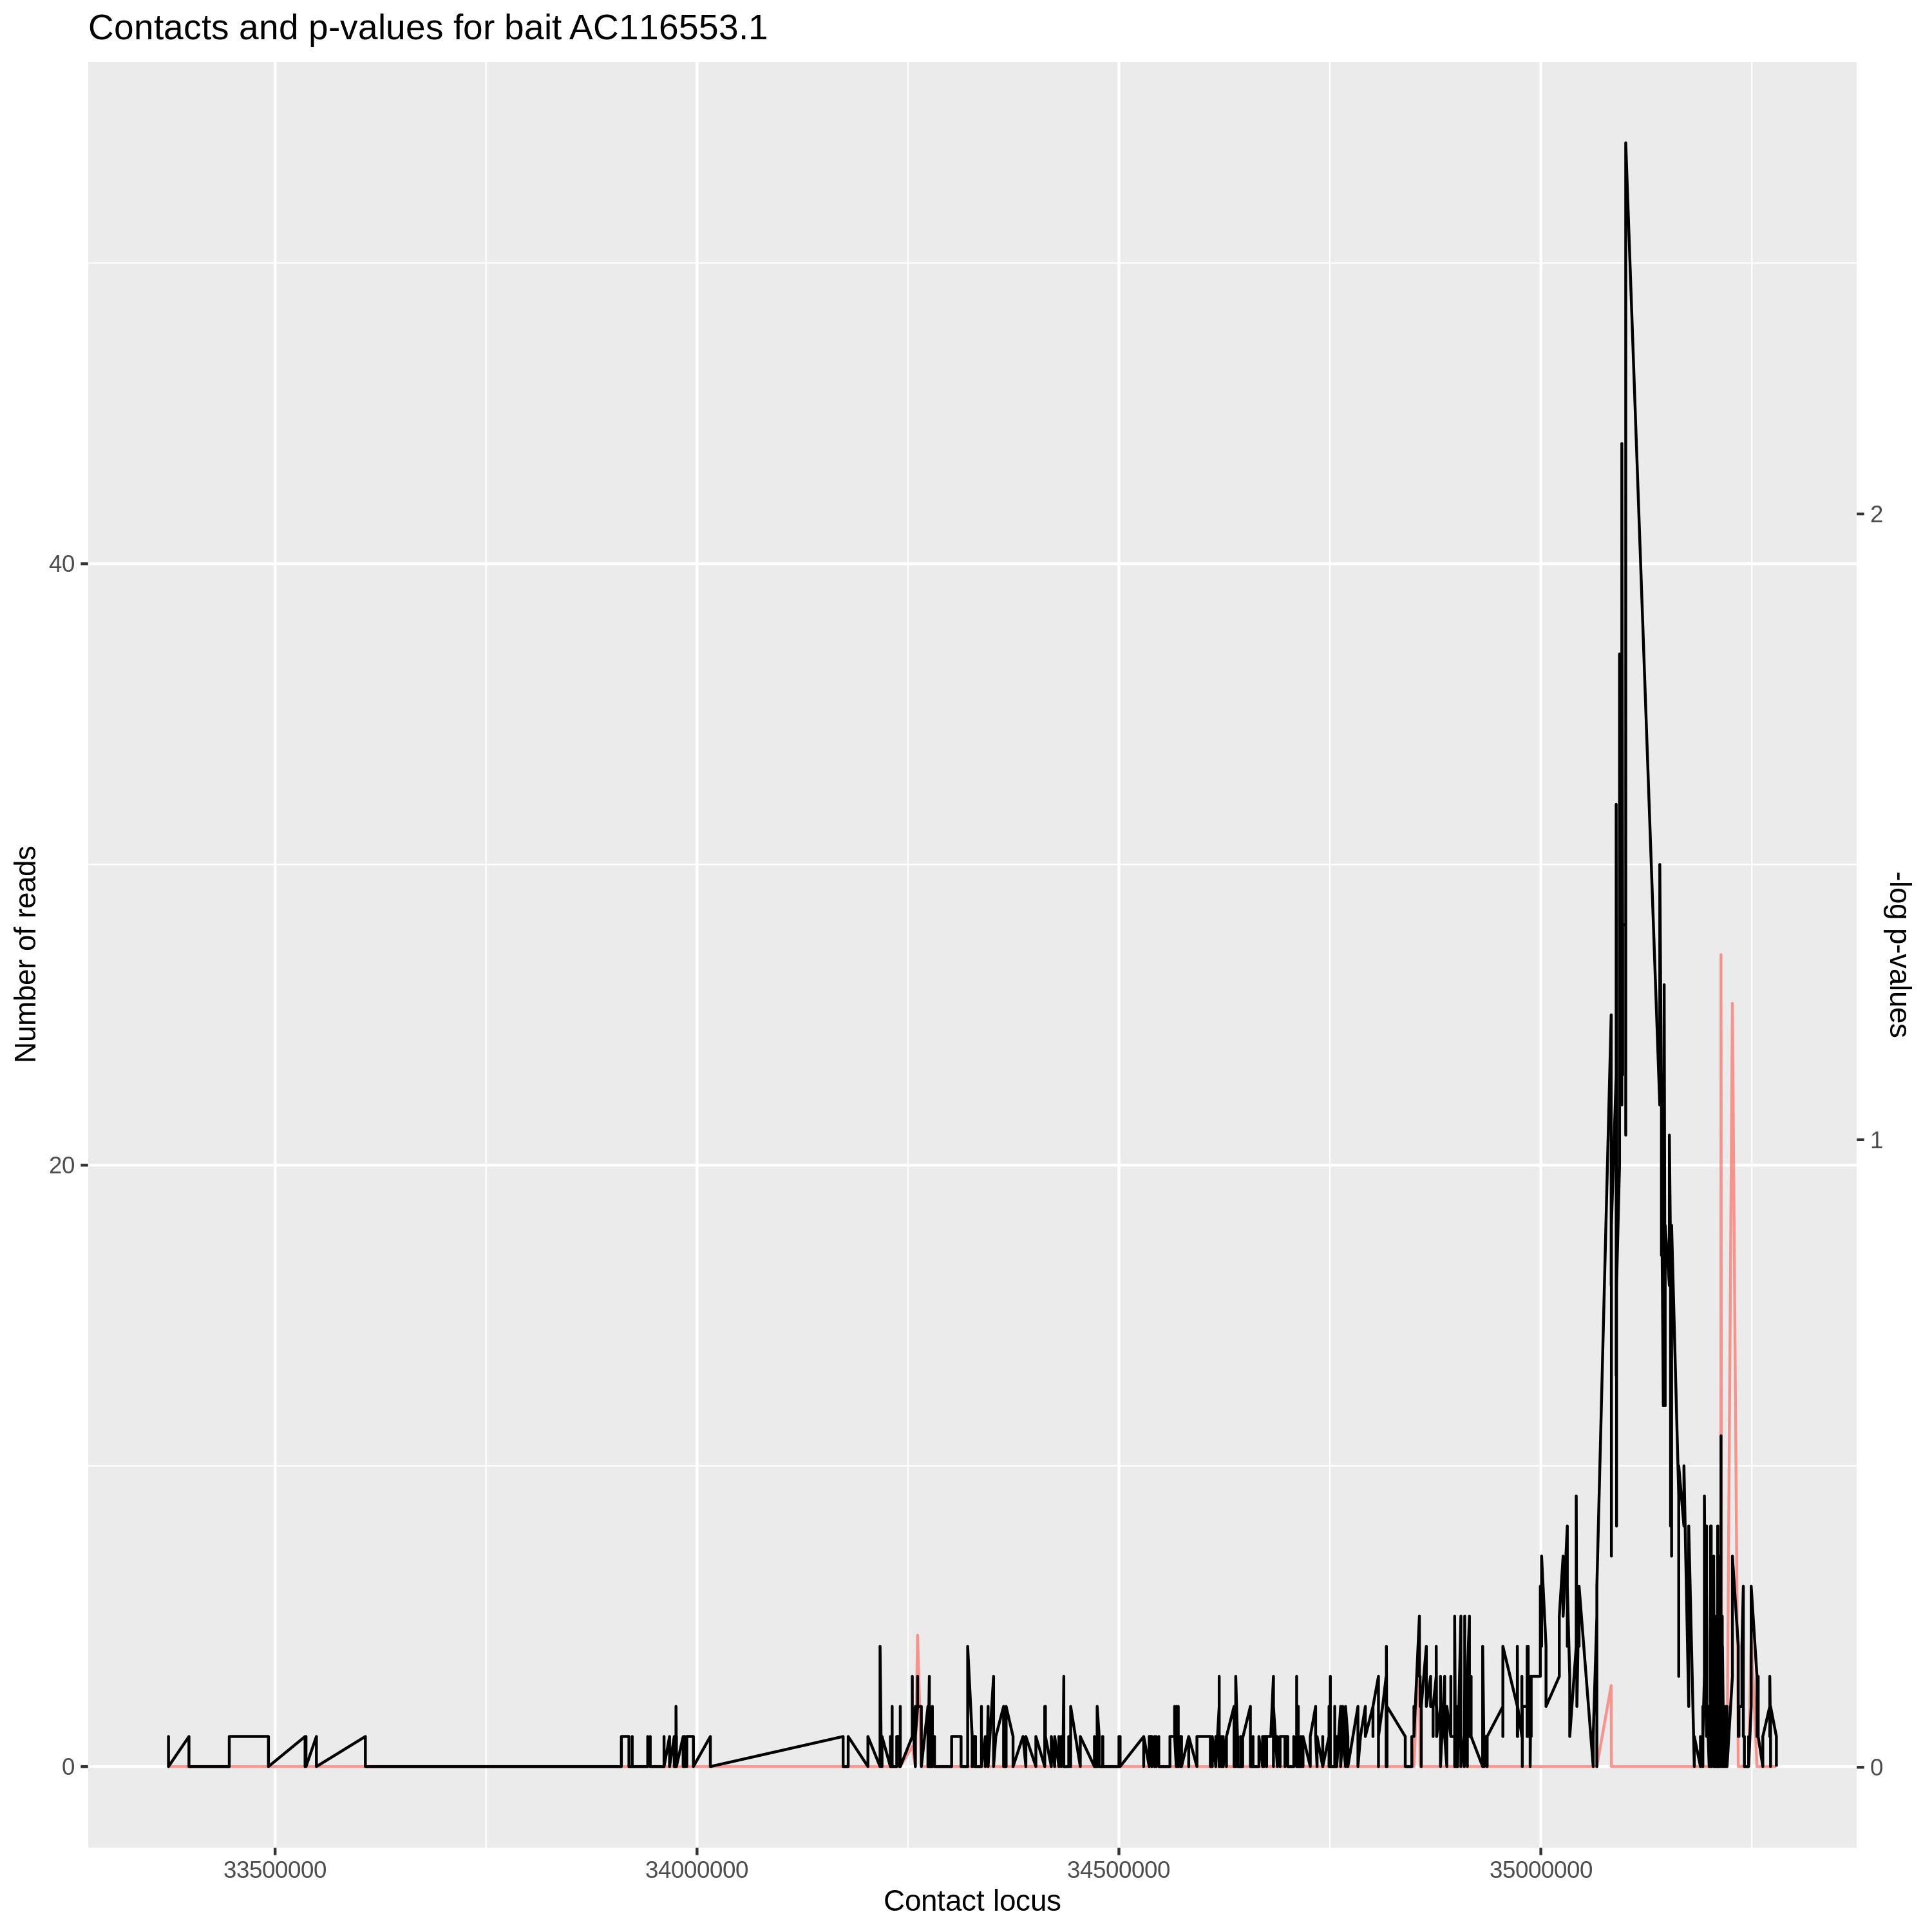 Contacts and p-values for bait AC116553.1
Number of reads
40
20
0
2
1
0
-log p-values
33500000
34000000
34500000
35000000
Contact locus